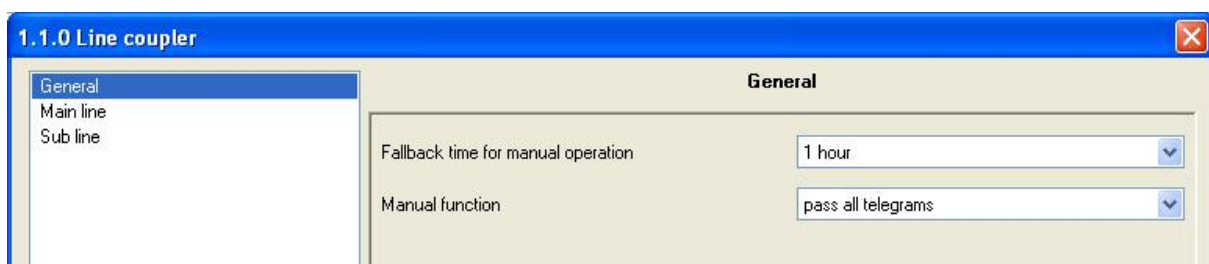 1.1.0 Line coupler
General
Main line
Sub line
General
Fallback time for manual operation 1 hour
Manual function pass all telegrams